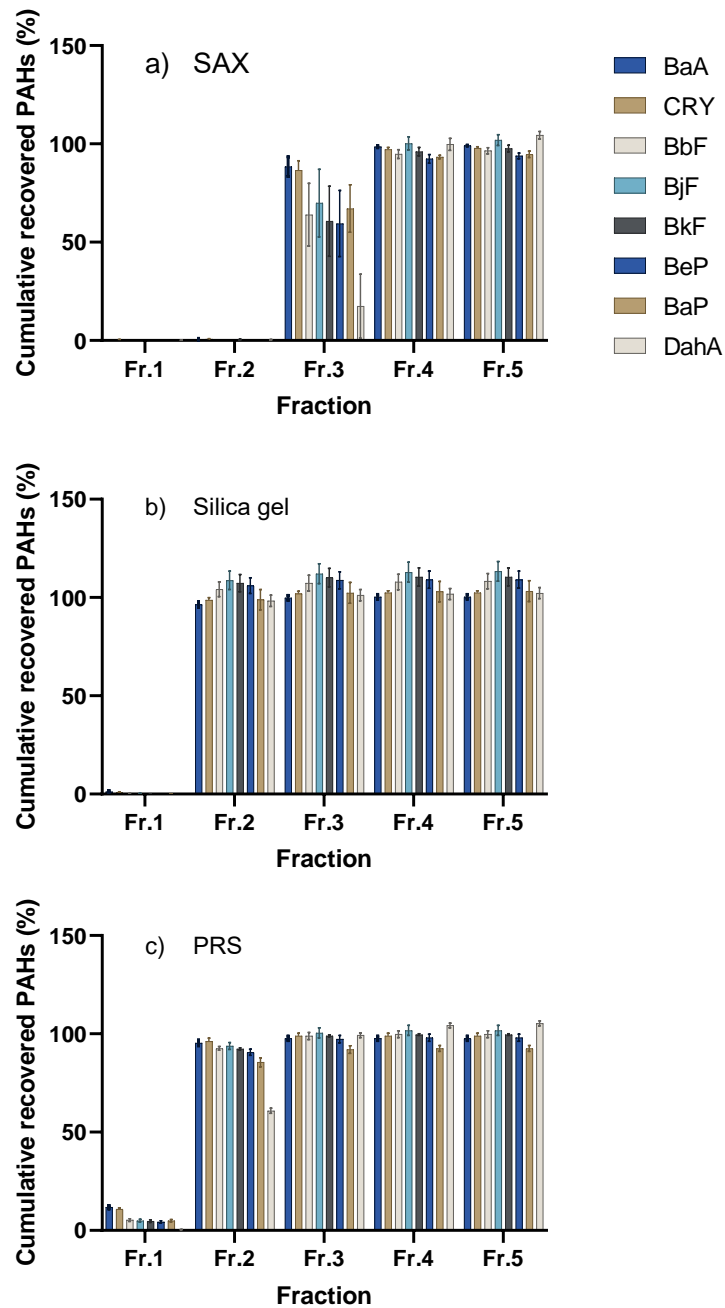 Cumulative recovered PAHs (%)
150
100
50
0
a) SAX
Fr.1 Fr.2 Fr.3 Fr.4 Fr.5
Fraction
BaA
CRY
BbF
BjF
BkF
BeP
BaP
DahA
Cumulative recovered PAHs (%)
150
100
50
0
b) Silica gel
Fr.1 Fr.2 Fr.3 Fr.4 Fr.5
Fraction
Cumulative recovered PAHs (%)
150
100
50
0
c) PRS
Fr.1 Fr.2 Fr.3 Fr.4 Fr.5
Fraction